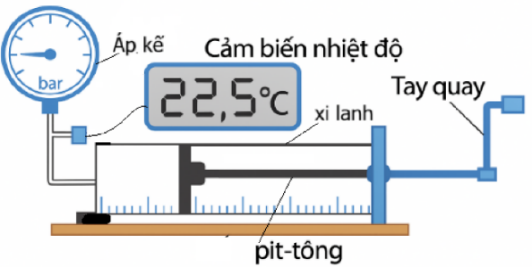 Áp kế
Cảm biến nhiệt độ
bar
22,5°C
Tay quay
xi lanh
pit-tông